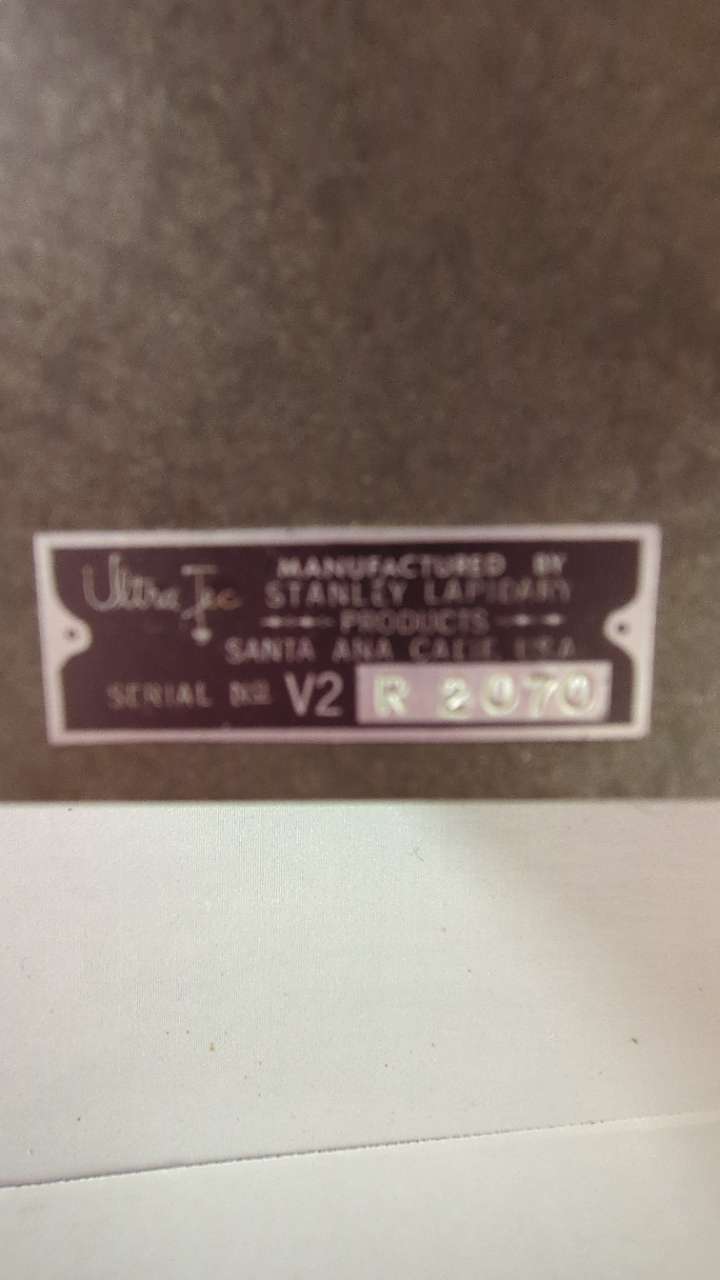 Ultra Tec
MANUFACTURED BY
STANLEY LAPIDARY
PRODUCTS
SANTA ANA CALIF. USA
SERIAL NO V2 R 2070